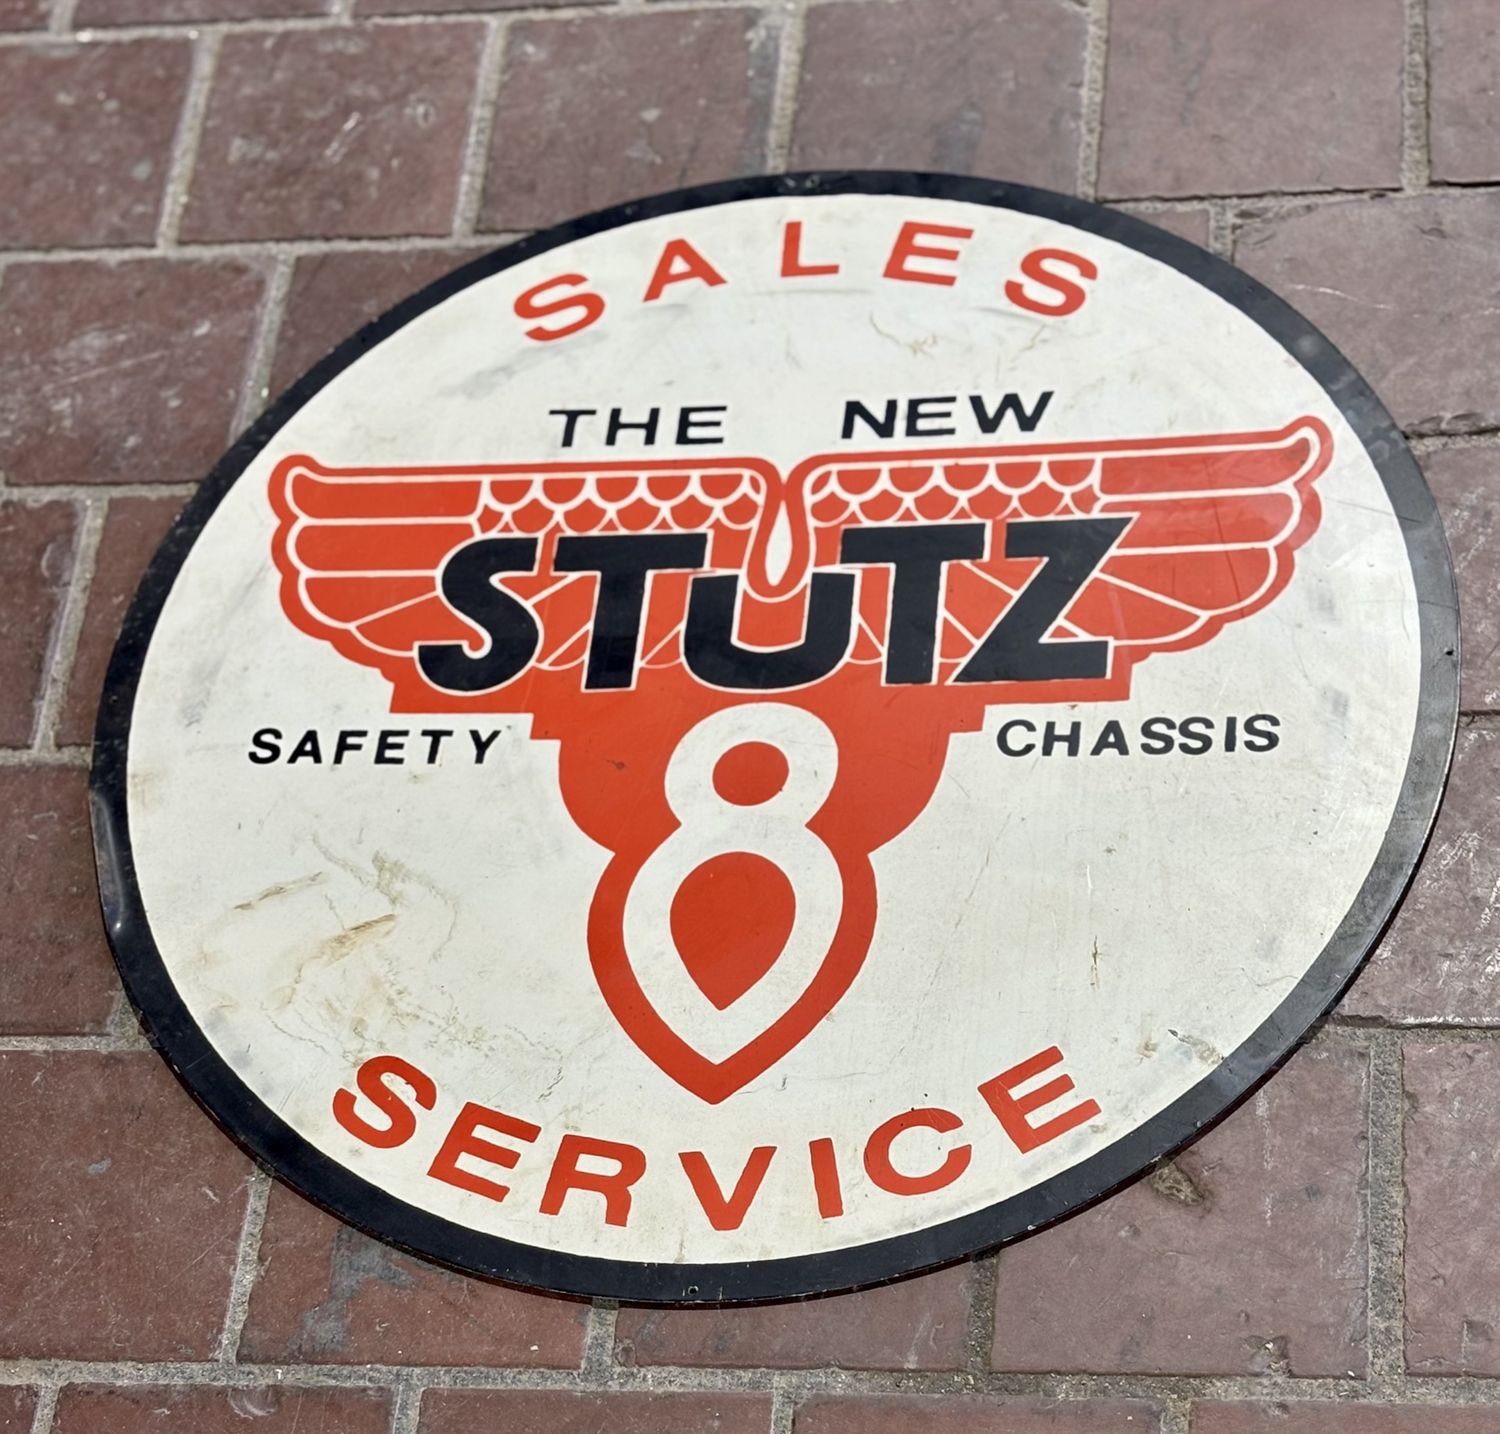 SALES
THE NEW
STUTZ
SAFETY CHASSIS
8
SERVICE